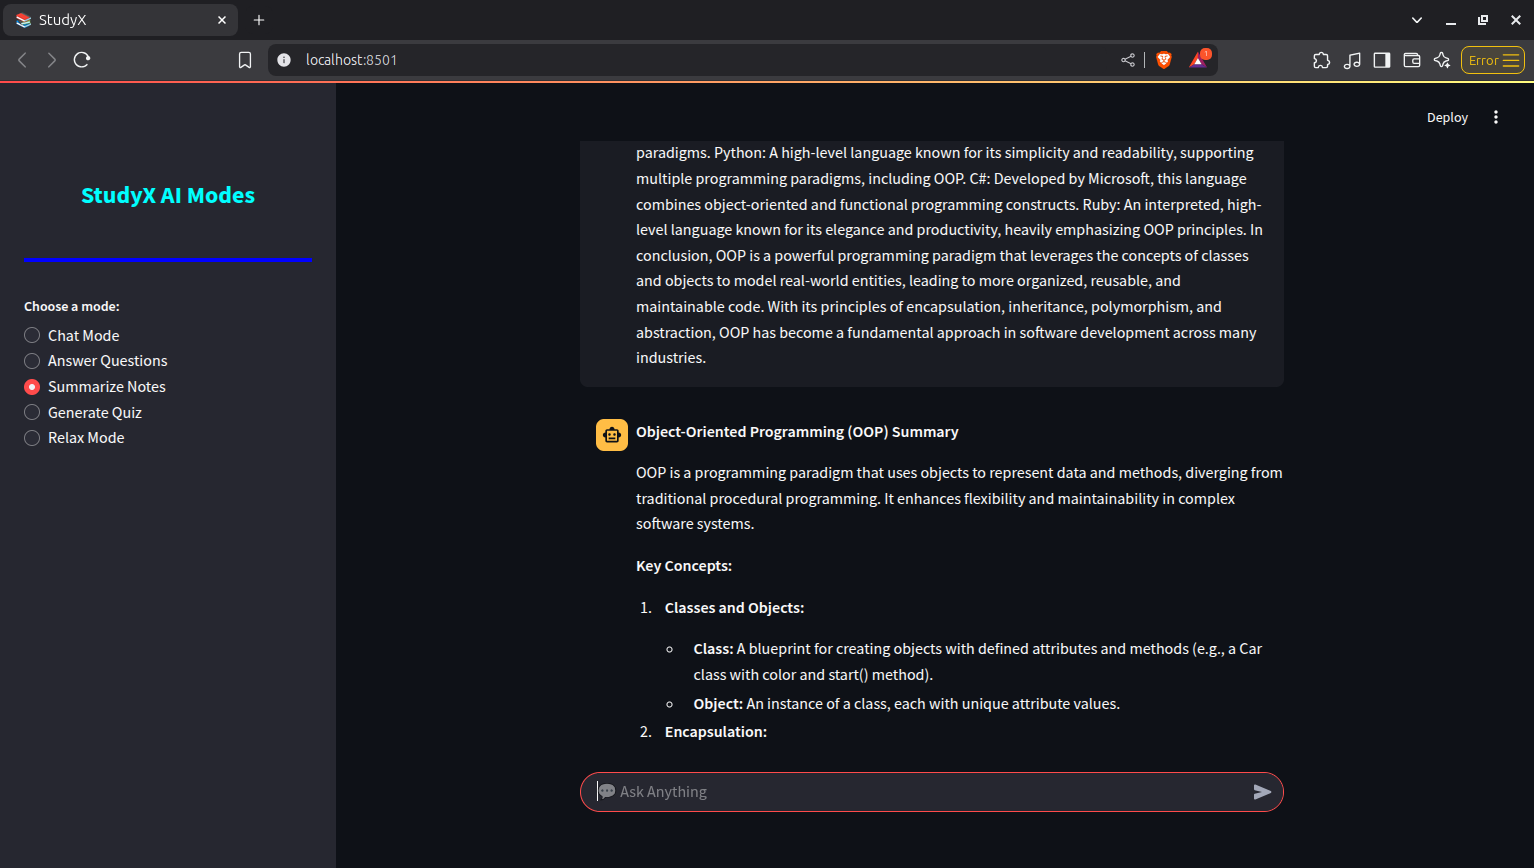 StudyX
localhost:8501
1
Error
Deploy
StudyX AI Modes
Choose a mode:
Chat Mode
Answer Questions
Summarize Notes
Generate Quiz
Relax Mode
paradigms. Python: A high-level language known for its simplicity and readability, supporting
multiple programming paradigms, including OOP. C#: Developed by Microsoft, this language
combines object-oriented and functional programming constructs. Ruby: An interpreted, high-
level language known for its elegance and productivity, heavily emphasizing OOP principles. In
conclusion, OOP is a powerful programming paradigm that leverages the concepts of classes
and objects to model real-world entities, leading to more organized, reusable, and
maintainable code. With its principles of encapsulation, inheritance, polymorphism, and
abstraction, OOP has become a fundamental approach in software development across many
industries.
Object-Oriented Programming (OOP) Summary
OOP is a programming paradigm that uses objects to represent data and methods, diverging from
traditional procedural programming. It enhances flexibility and maintainability in complex
software systems.
Key Concepts:
1. Classes and Objects:
Class: A blueprint for creating objects with defined attributes and methods (e.g., a Car
class with color and start() method).
Object: An instance of a class, each with unique attribute values.
2. Encapsulation:
Ask Anything